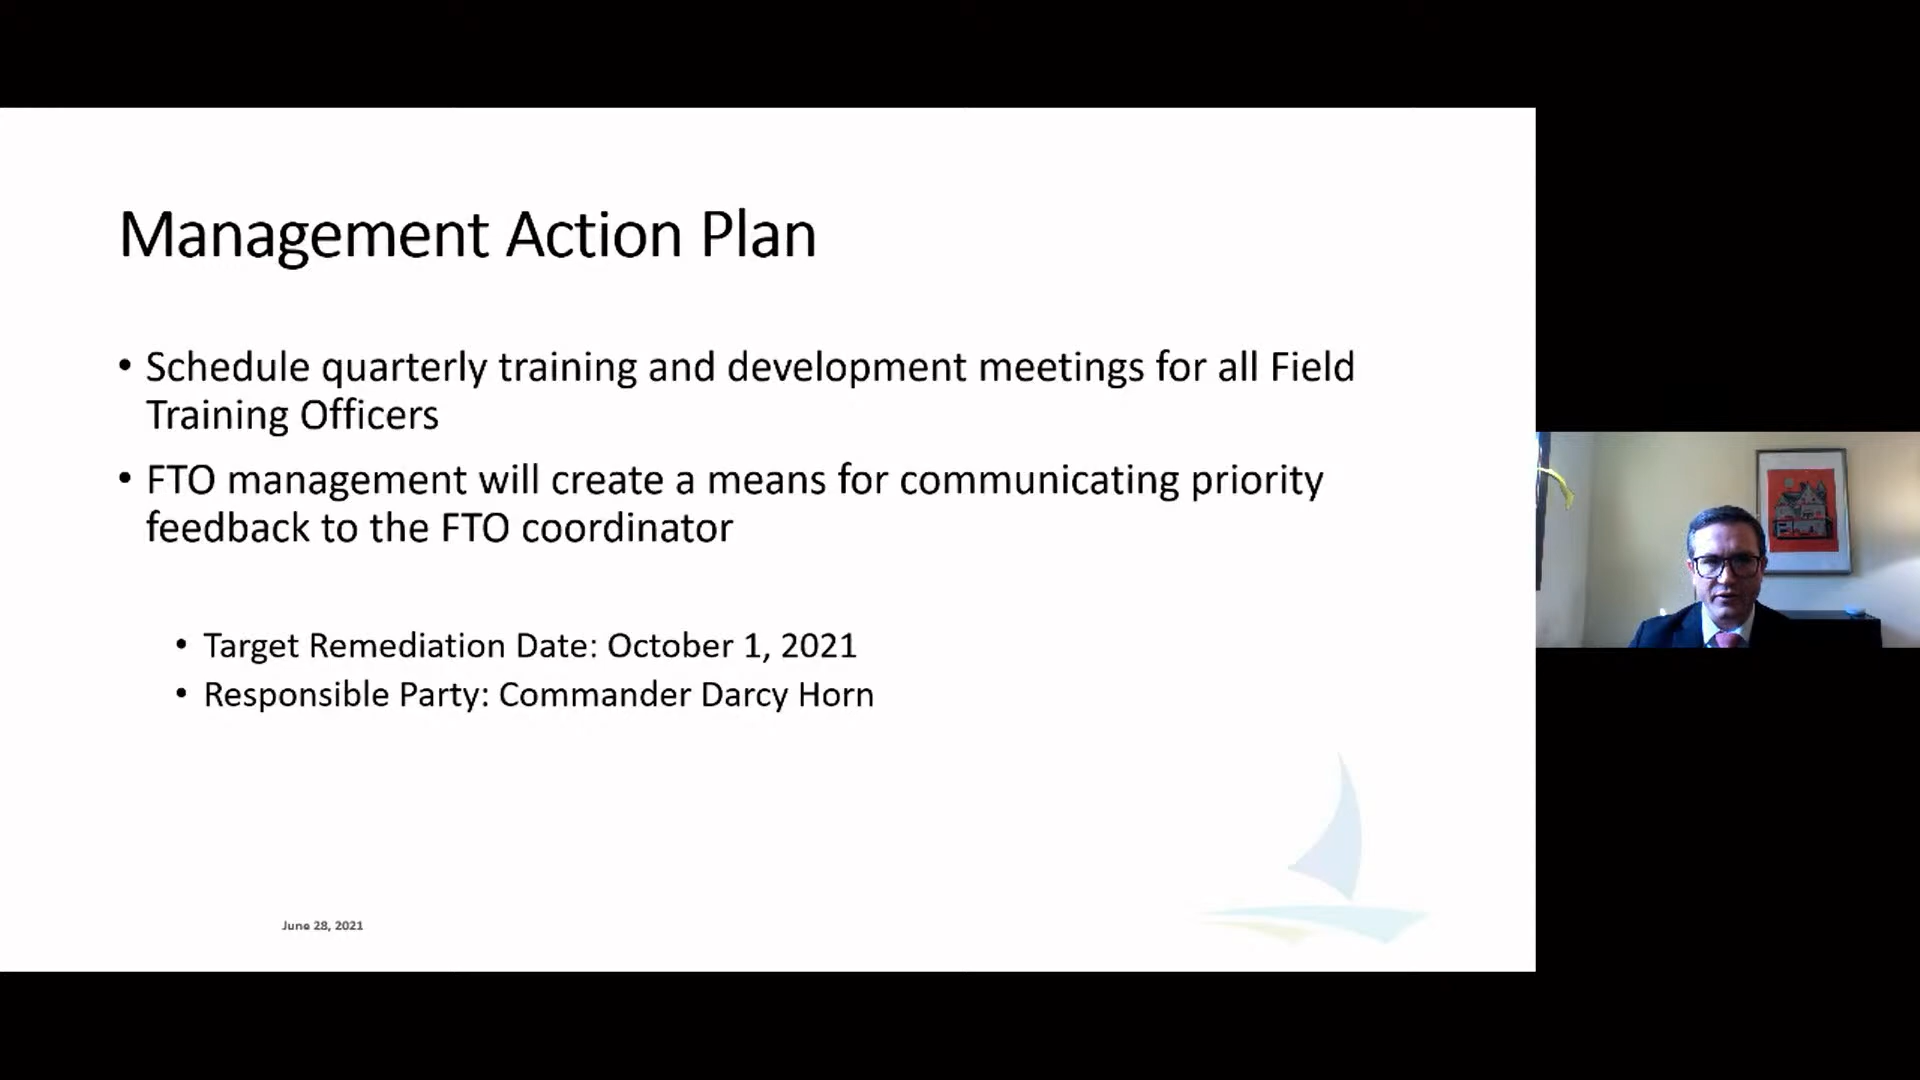 Management Action Plan
• Schedule quarterly training and development meetings for all Field
Training Officers
• FTO management will create a means for communicating priority
feedback to the FTO coordinator
• Target Remediation Date: October 1, 2021
• Responsible Party: Commander Darcy Horn
June 28, 2021